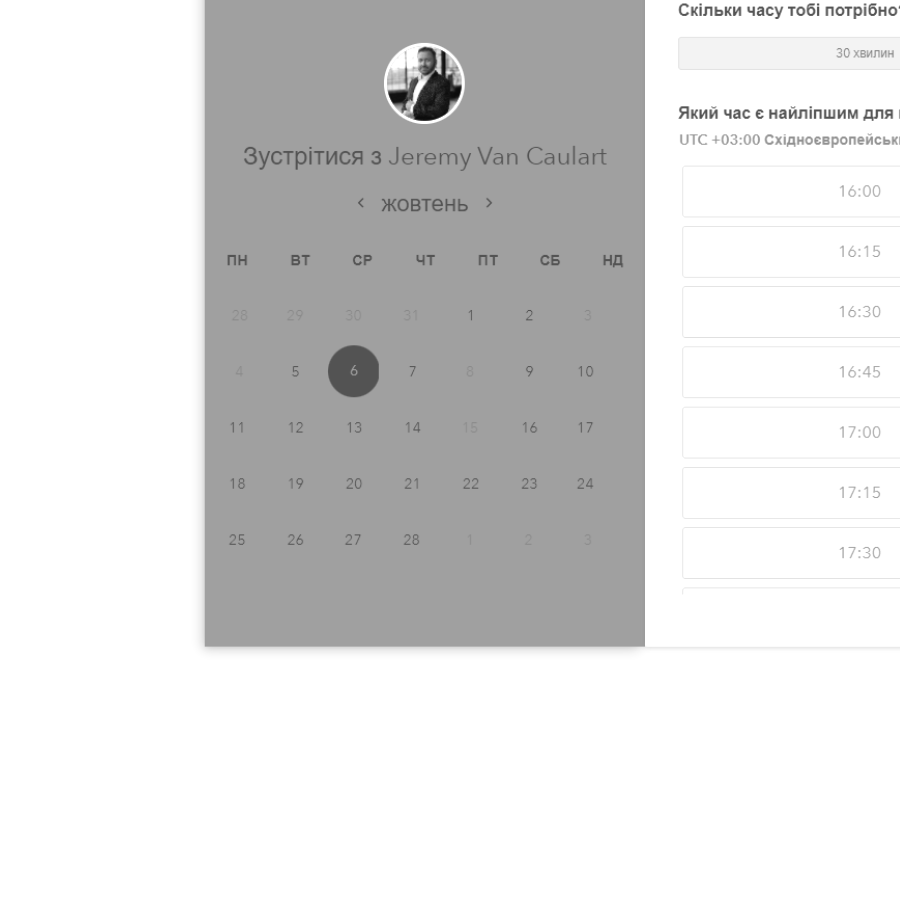 Зустрітися з Jeremy Van Caulart
жовтень
ПН ВТ СР ЧТ ПТ СБ НД
28 29 30 31 1 2 3
4 5 6 7 8 9 10
11 12 13 14 15 16 17
18 19 20 21 22 23 24
25 26 27 28 1 2 3
Скільки часу тобі потрібно
30 хвилин
Який час є найліпшим для
UTC +03:00 Східноєвропейськ
16:00
16:15
16:30
16:45
17:00
17:15
17:30